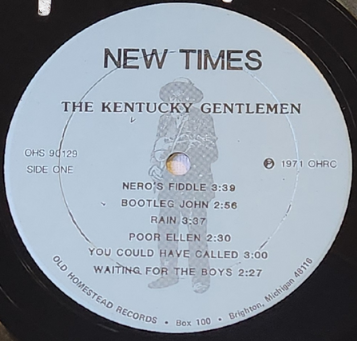 NEW TIMES
THE KENTUCKY GENTLEMEN
OHS 90129
SIDE ONE
℗ 1971 OHRC
NERO'S FIDDLE 3:39
BOOTLEG JOHN 2:56
RAIN 3:37
POOR ELLEN 2:30
YOU COULD HAVE CALLED 3:00
WAITING FOR THE BOYS 2:27
OLD HOMESTEAD RECORDS • Box 100 • Brighton, Michigan 48116